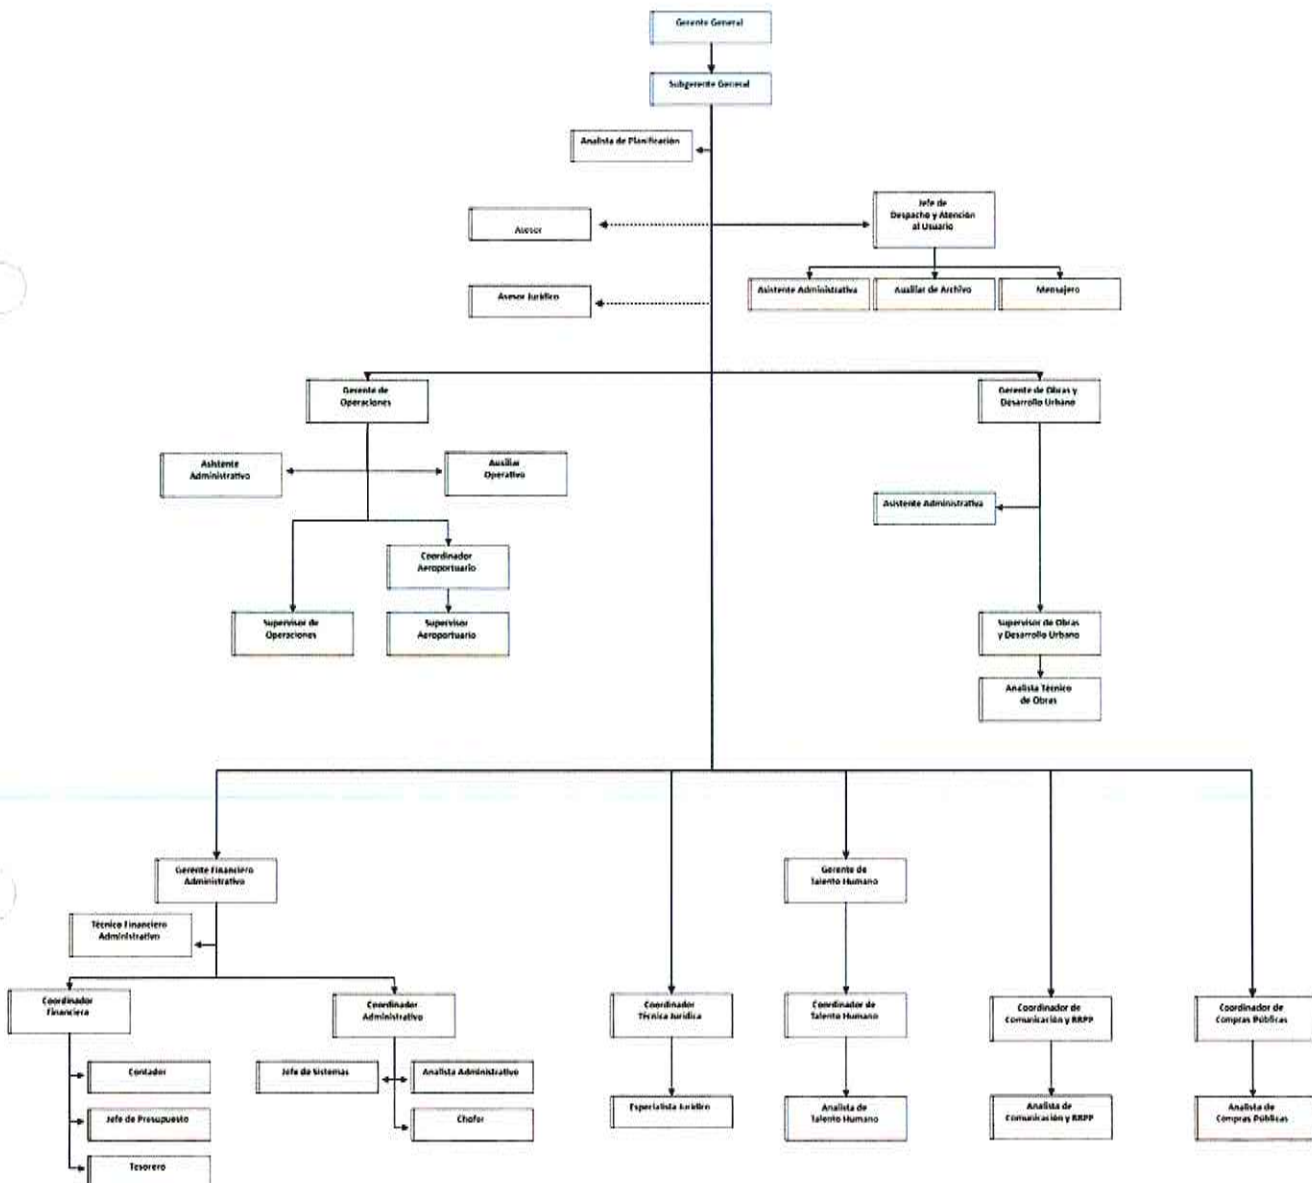 Gerente General
Subgerente General
Analista de Planificación
Jefe de
Despacho y Atención
al Usuario
Asesor
Asistente Administrativa
Auxiliar de Archivo
Mensajero
Asesor Jurídico
Gerente de
Operaciones
Gerente de Obras y
Desarrollo Urbano
Asistente
Administrativo
Auxiliar
Operativo
Asistente Administrativa
Coordinador
Aeroportuario
Supervisor de
Operaciones
Supervisor
Aeroportuario
Supervisor de Obras
y Desarrollo Urbano
Analista Técnico
de Obras
Gerente Financiero
Administrativo
Gerente de
Talento Humano
Técnico Financiero
Administrativo
Coordinador
Financiera
Coordinador
Administrativo
Coordinador
Técnica Jurídica
Coordinador de
Talento Humano
Coordinador de
Comunicación y RRPP
Coordinador de
Compras Públicas
Contador
Jefe de Sistemas
Analista Administrativo
Jefe de Presupuesto
Chofer
Especialista Jurídico
Analista de
Talento Humano
Analista de
Comunicación y RRPP
Analista de
Compras Públicas
Tesorero